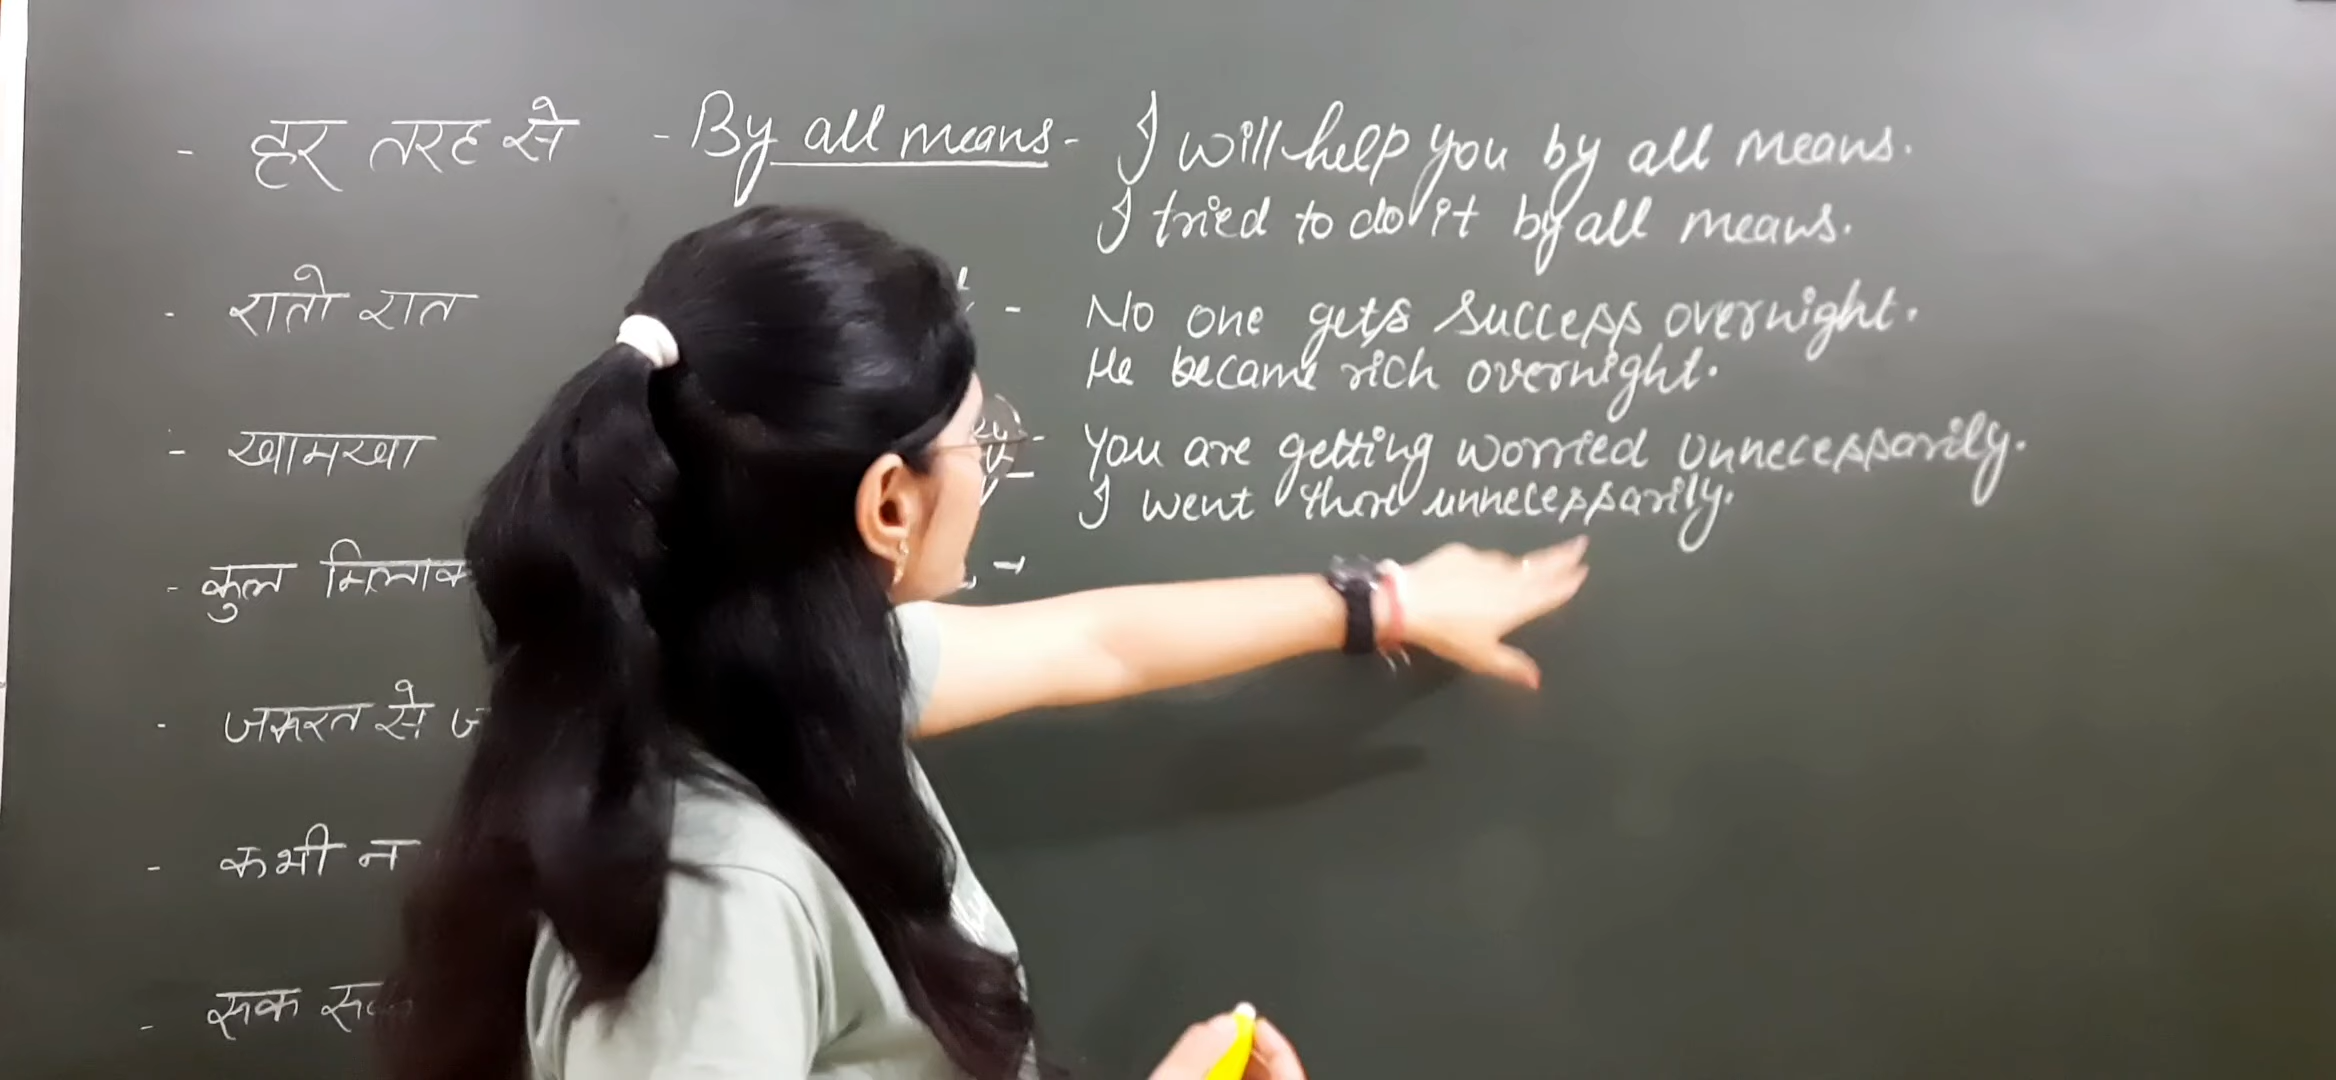 - हर तरह से - By all means - I will help you by all means.
I tried to do it by all means.
- रातो रात - No one gets success overnight.
He became rich overnight.
- खामखा - You are getting worried unnecessarily.
I went there unnecessarily.
- कुल
- जरूरत से
- कभी न
- रूक